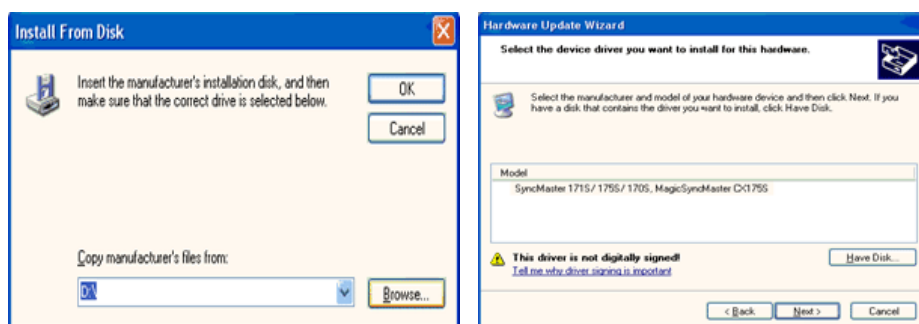 Install From Disk
Insert the manufacturer's installation disk, and then
make sure that the correct drive is selected below.
OK
Cancel
Copy manufacturer's files from:
D:\
Browse...
Hardware Update Wizard
Select the device driver you want to install for this hardware.
Select the manufacturer and model of your hardware device and then click Next. If you
have a disk that contains the driver you want to install, click Have Disk.
Model
SyncMaster 171S/ 175S/ 170S, MagicSyncMaster CX175S
This driver is not digitally signed!
Tell me why driver signing is important
Have Disk...
< Back
Next >
Cancel